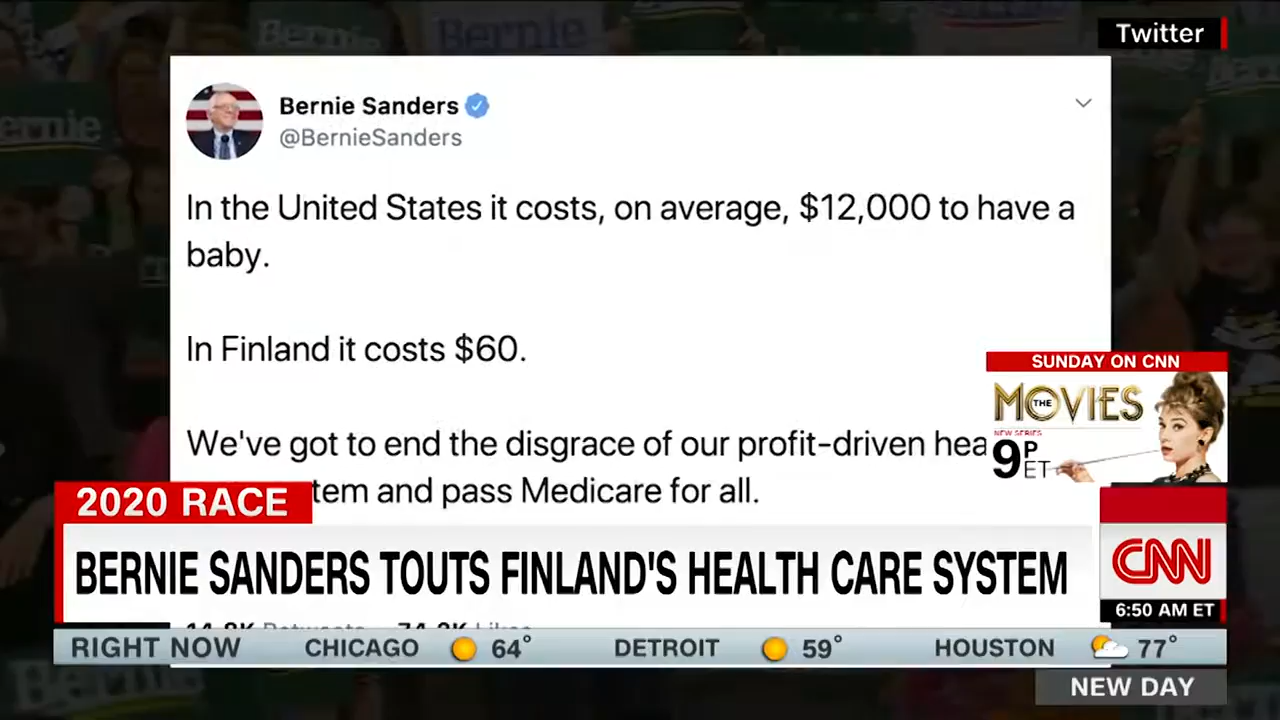 Bernie
Bernie
Twitter
Bernie Sanders
@BernieSanders
In the United States it costs, on average, $12,000 to have a
baby.
In Finland it costs $60.
We've got to end the disgrace of our profit-driven hea
tem and pass Medicare for all.
SUNDAY ON CNN
THE MOVIES
NEW SERIES
9P ET
2020 RACE
BERNIE SANDERS TOUTS FINLAND'S HEALTH CARE SYSTEM
CNN
6:50 AM ET
RIGHT NOW CHICAGO 64° DETROIT 59° HOUSTON 77°
NEW DAY